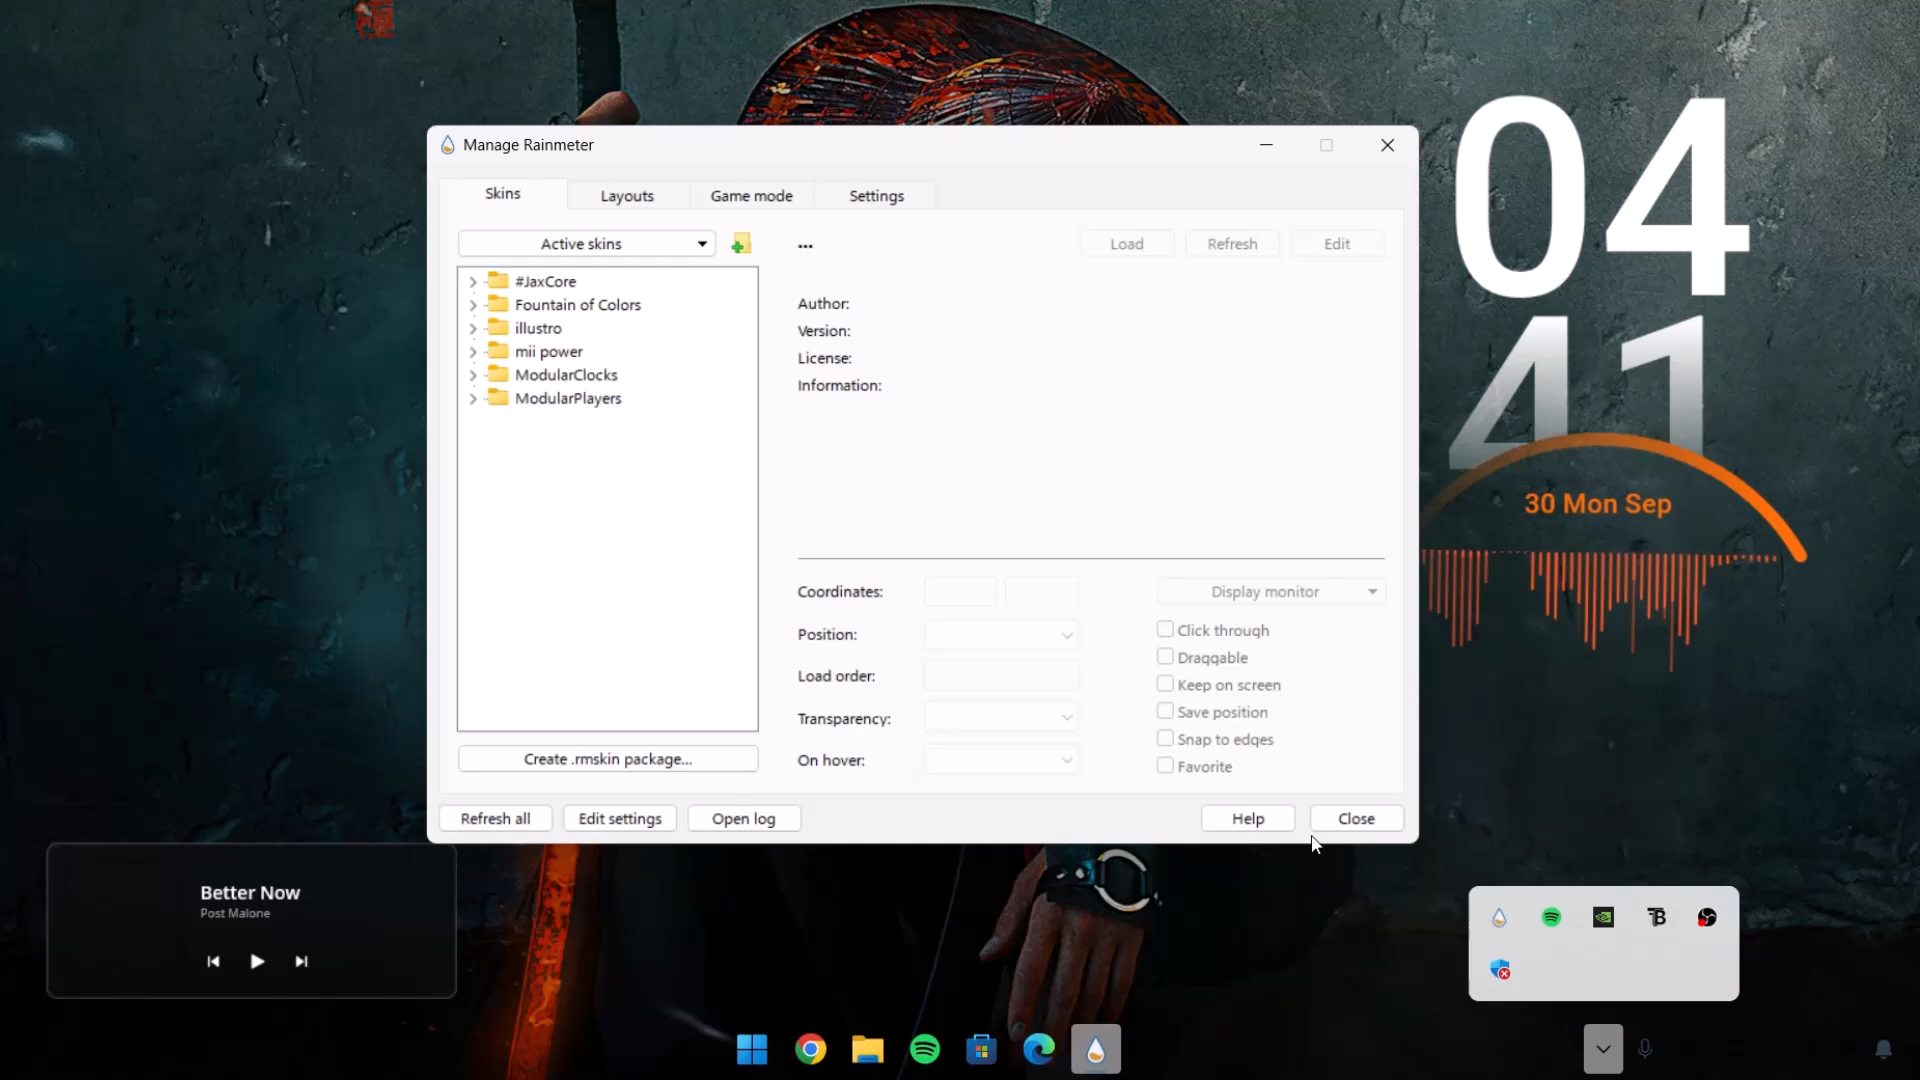 Manage Rainmeter
Skins
Layouts
Game mode
Settings
Active skins
...
Load
Refresh
Edit
#JaxCore
Fountain of Colors
illustro
mii power
ModularClocks
ModularPlayers
Author:
Version:
License:
Information:
Coordinates:
Display monitor
Position:
Click through
Draggable
Load order:
Keep on screen
Transparency:
Save position
Snap to edges
On hover:
Favorite
Create .rmskin package...
Refresh all
Edit settings
Open log
Help
Close
04
41
30 Mon Sep
Better Now
Post Malone